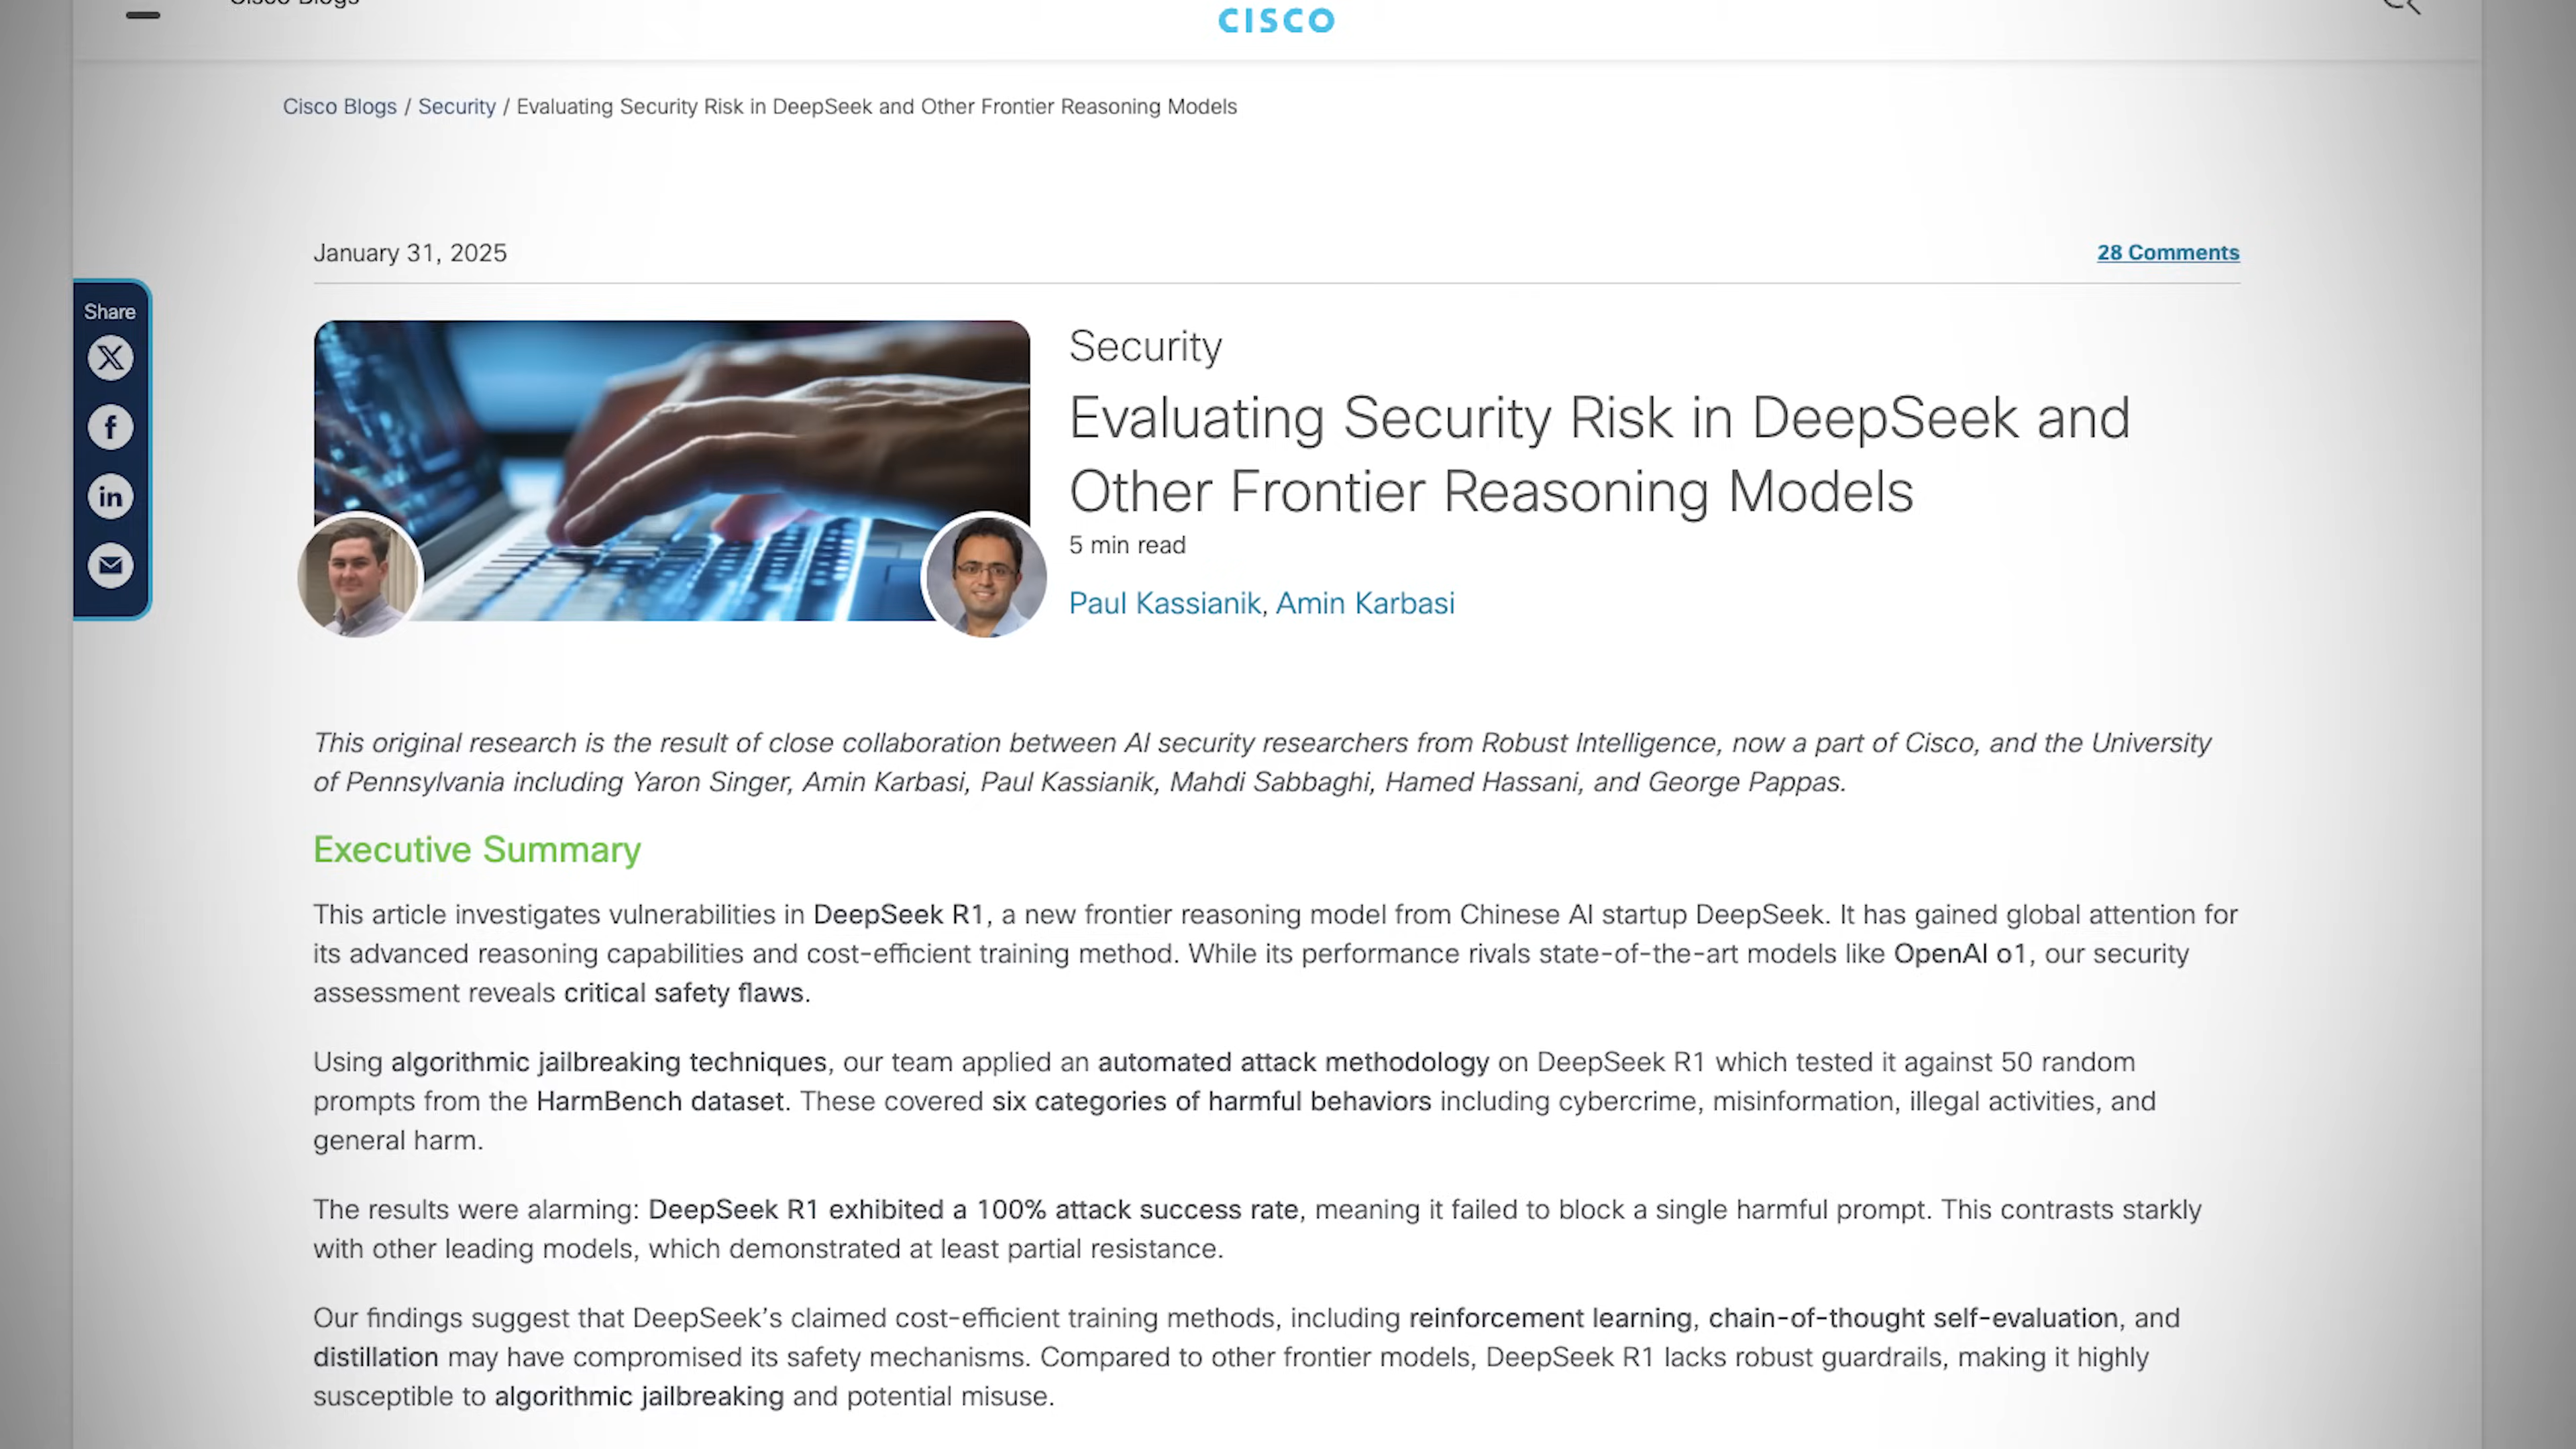 Cisco Blogs
CISCO
Cisco Blogs / Security / Evaluating Security Risk in DeepSeek and Other Frontier Reasoning Models
January 31, 2025
28 Comments
Share
Security
Evaluating Security Risk in DeepSeek and
Other Frontier Reasoning Models
5 min read
Paul Kassianik, Amin Karbasi
This original research is the result of close collaboration between AI security researchers from Robust Intelligence, now a part of Cisco, and the University
of Pennsylvania including Yaron Singer, Amin Karbasi, Paul Kassianik, Mahdi Sabbaghi, Hamed Hassani, and George Pappas.
Executive Summary
This article investigates vulnerabilities in DeepSeek R1, a new frontier reasoning model from Chinese AI startup DeepSeek. It has gained global attention for
its advanced reasoning capabilities and cost-efficient training method. While its performance rivals state-of-the-art models like OpenAI o1, our security
assessment reveals critical safety flaws.
Using algorithmic jailbreaking techniques, our team applied an automated attack methodology on DeepSeek R1 which tested it against 50 random
prompts from the HarmBench dataset. These covered six categories of harmful behaviors including cybercrime, misinformation, illegal activities, and
general harm.
The results were alarming: DeepSeek R1 exhibited a 100% attack success rate, meaning it failed to block a single harmful prompt. This contrasts starkly
with other leading models, which demonstrated at least partial resistance.
Our findings suggest that DeepSeek's claimed cost-efficient training methods, including reinforcement learning, chain-of-thought self-evaluation, and
distillation may have compromised its safety mechanisms. Compared to other frontier models, DeepSeek R1 lacks robust guardrails, making it highly
susceptible to algorithmic jailbreaking and potential misuse.